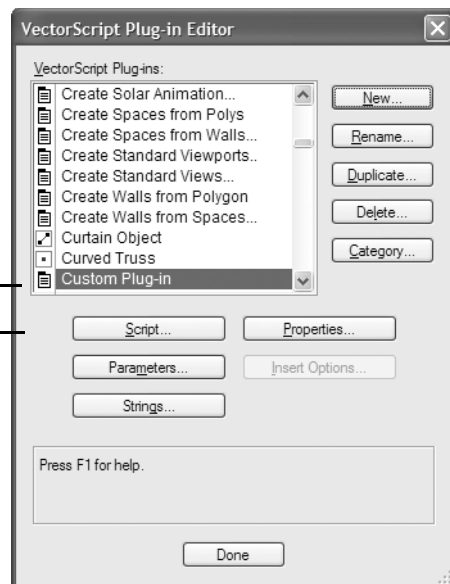 VectorScript Plug-in Editor
VectorScript Plug-ins:
Create Solar Animation...
Create Spaces from Polys
Create Spaces from Walls...
Create Standard Viewports..
Create Standard Views...
Create Walls from Polygon
Create Walls from Spaces...
Curtain Object
Curved Truss
Custom Plug-in
New...
Rename...
Duplicate...
Delete...
Category...
Script...
Properties...
Parameters...
Insert Options...
Strings...
Press F1 for help.
Done